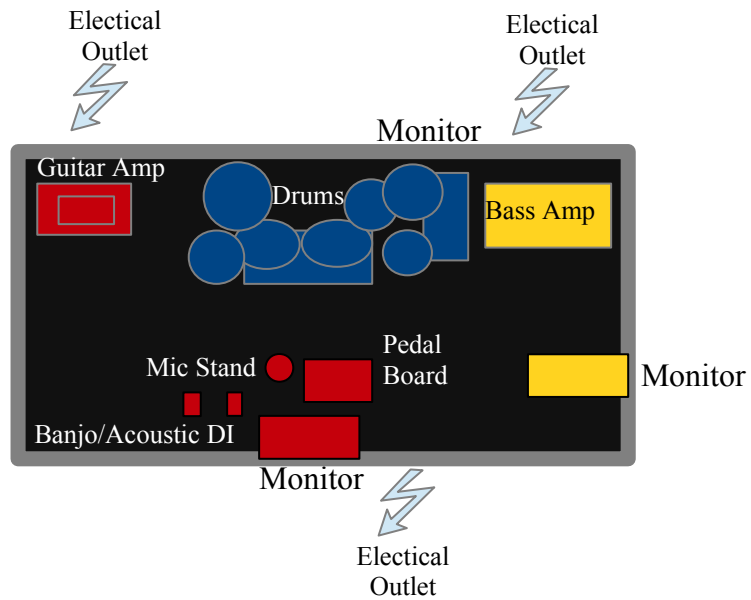 Electical
Outlet
Electical
Outlet
Monitor
Guitar Amp
Drums
Bass Amp
Mic Stand
Pedal
Board
Monitor
Banjo/Acoustic DI
Monitor
Electical
Outlet